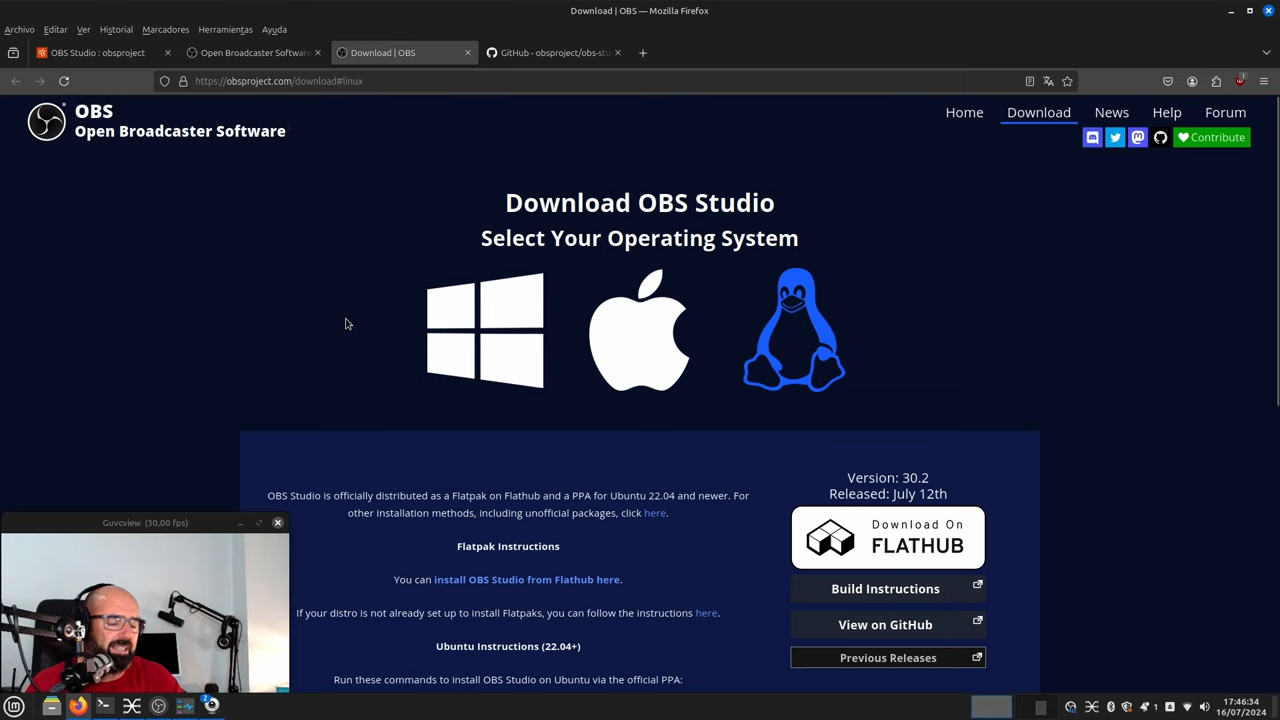 Download | OBS — Mozilla Firefox
Archivo Editar Ver Historial Marcadores Herramientas Ayuda
OBS Studio : obsproject
Open Broadcaster Software
Download | OBS
GitHub - obsproject/obs-stu
https://obsproject.com/download#linux
OBS
Open Broadcaster Software
Home Download News Help Forum
Contribute
Download OBS Studio
Select Your Operating System
OBS Studio is officially distributed as a Flatpak on Flathub and a PPA for Ubuntu 22.04 and newer. For
other installation methods, including unofficial packages, click here.
Flatpak Instructions
You can install OBS Studio from Flathub here.
If your distro is not already set up to install Flatpaks, you can follow the instructions here.
Ubuntu Instructions (22.04+)
Run these commands to install OBS Studio on Ubuntu via the official PPA:
Version: 30.2
Released: July 12th
Download On
FLATHUB
Build Instructions
View on GitHub
Previous Releases
Guvcview (30,00 fps)
2
1
A
17:46:34
16/07/2024